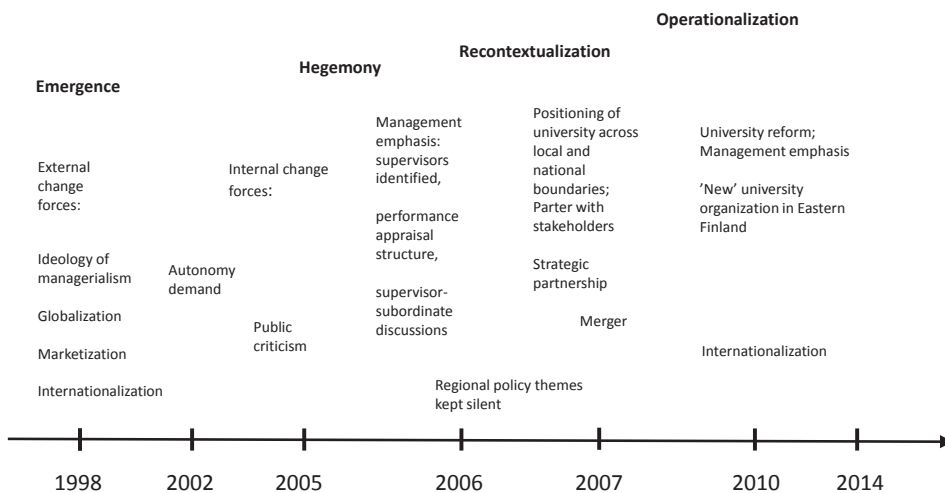 Operationalization
Recontextualization
Hegemony
Emergence
External
change
forces:
Ideology of
managerialism
Globalization
Marketization
Internationalization
Autonomy
demand
Internal change
forces:
Public
criticism
Management
emphasis:
supervisors
identified,
performance
appraisal
structure,
supervisor-
subordinate
discussions
Regional policy themes
kept silent
Positioning of
university across
local and
national
boundaries;
Parter with
stakeholders
Strategic
partnership
Merger
University reform;
Management emphasis
’New’ university
organization in Eastern
Finland
Internationalization
1998
2002
2005
2006
2007
2010
2014